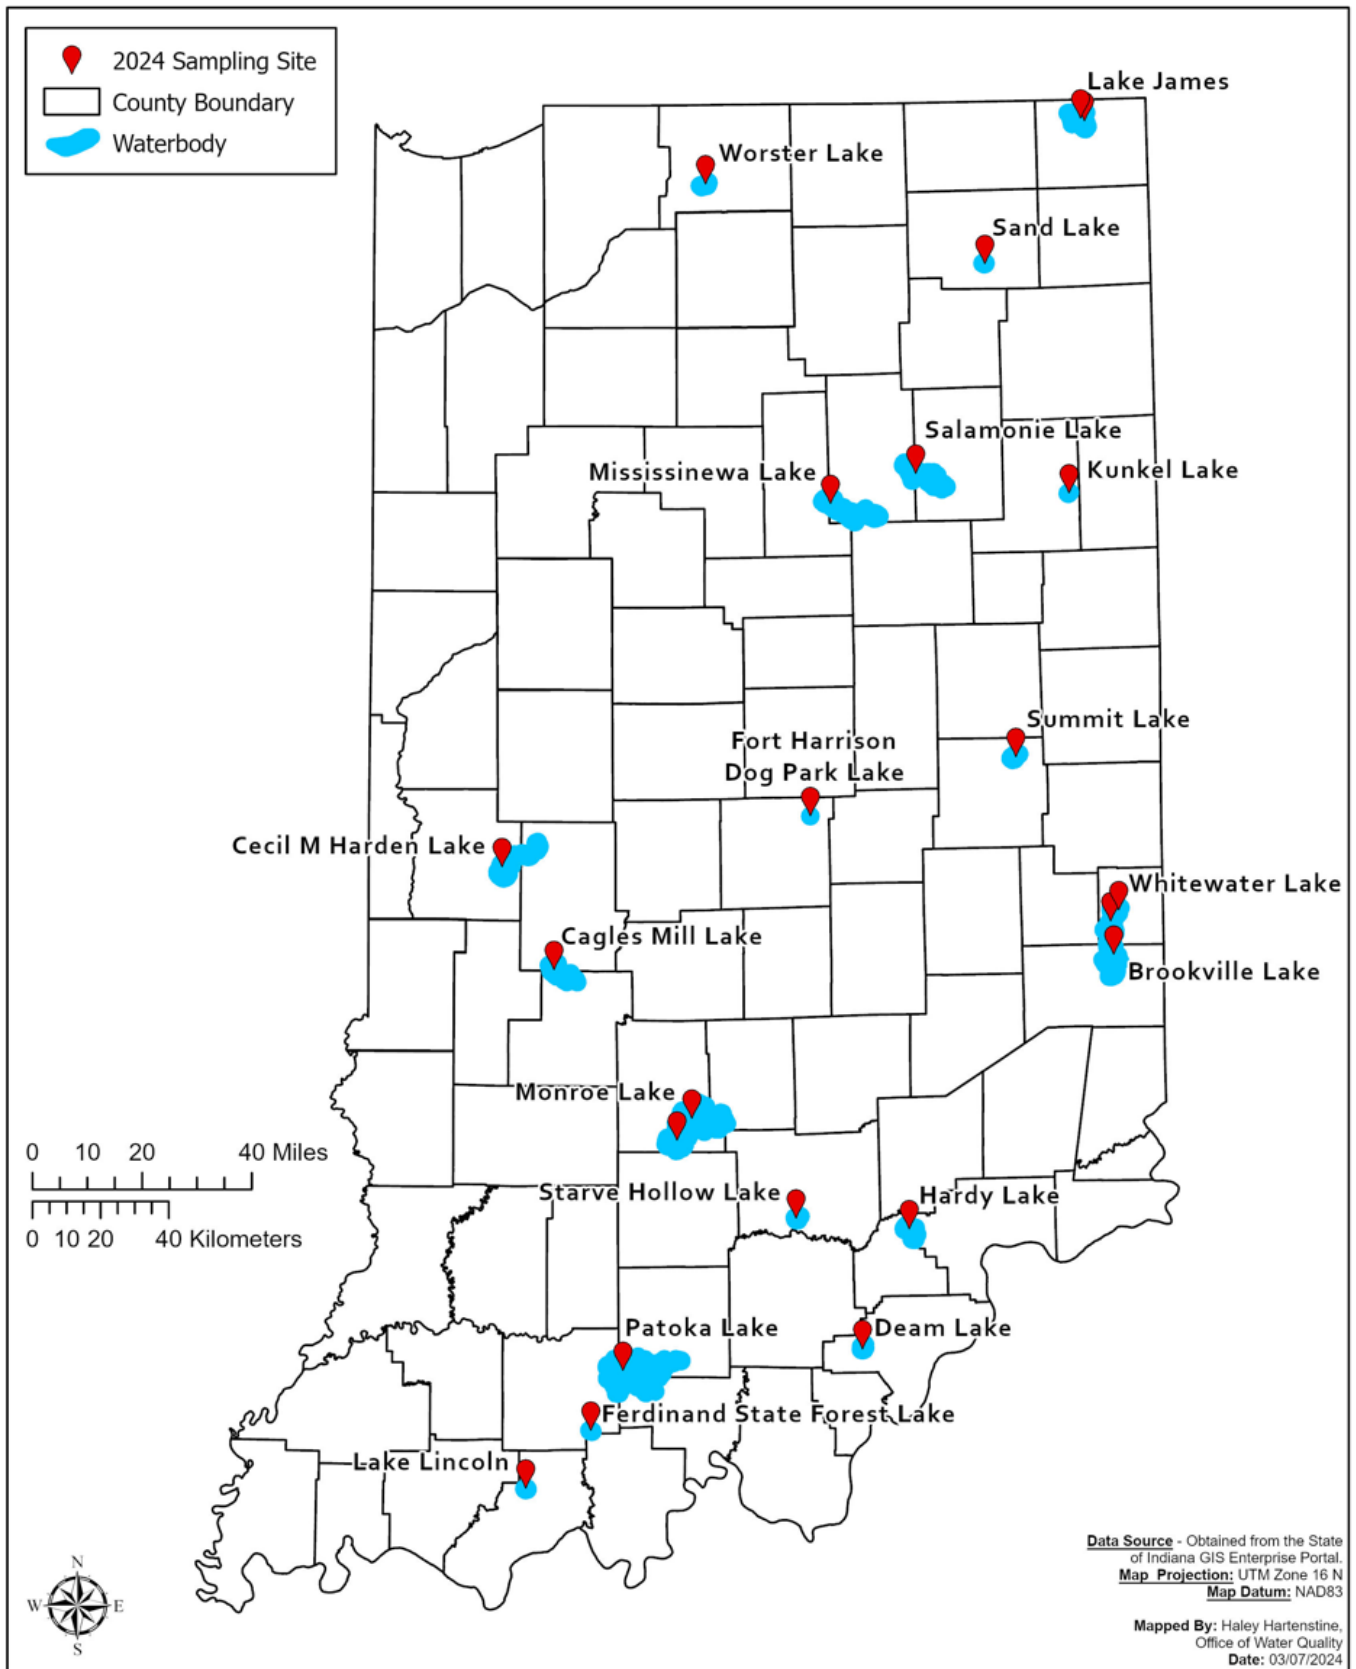 2024 Sampling Site
County Boundary
Waterbody
Lake James
Worster Lake
Sand Lake
Salamonie Lake
Mississinewa Lake
Kunkel Lake
Summit Lake
Fort Harrison
Dog Park Lake
Cecil M Harden Lake
Whitewater Lake
Cagles Mill Lake
Brookville Lake
Monroe Lake
0 10 20 40 Miles
Starve Hollow Lake
Hardy Lake
0 10 20 40 Kilometers
Patoka Lake
Deam Lake
Ferdinand State Forest Lake
Lake Lincoln
Data Source - Obtained from the State
of Indiana GIS Enterprise Portal.
Map Projection: UTM Zone 16 N
Map Datum: NAD83
N
W E
S
Mapped By: Haley Hartenstine,
Office of Water Quality
Date: 03/07/2024